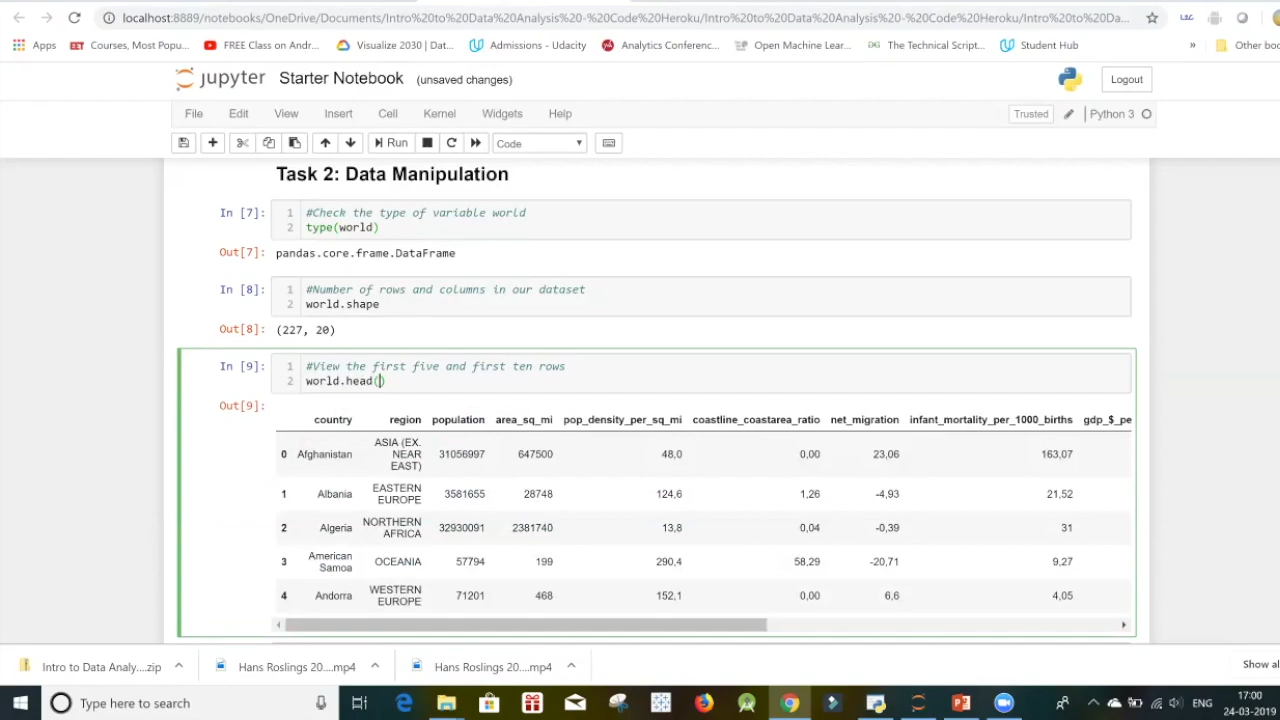 localhost:8889/notebooks/OneDrive/Documents/Intro%20to%20Data%20Analysis%20-%20Code%20Heroku/Intro%20to%20Data%20Analysis%20-%20Code%20Heroku/Intro%20to%20Da...
Apps Courses, Most Popu... FREE Class on Andr... Visualize 2030 | Dat... Admissions - Udacity Analytics Conferenc... Open Machine Lear... DG The Technical Script... Student Hub » Other boo
jupyter Starter Notebook (unsaved changes) Logout
File Edit View Insert Cell Kernel Widgets Help Trusted Python 3
Run Code
Task 2: Data Manipulation
In [7]: 1 #Check the type of variable world
2 type(world)
Out[7]: pandas.core.frame.DataFrame
In [8]: 1 #Number of rows and columns in our dataset
2 world.shape
Out[8]: (227, 20)
In [9]: 1 #View the first five and first ten rows
2 world.head()
Out[9]:
country region population area_sq_mi pop_density_per_sq_mi coastline_coastarea_ratio net_migration infant_mortality_per_1000_births gdp_$_pe
0 Afghanistan ASIA (EX. NEAR EAST) 31056997 647500 48,0 0,00 23,06 163,07
1 Albania EASTERN EUROPE 3581655 28748 124,6 1,26 -4,93 21,52
2 Algeria NORTHERN AFRICA 32930091 2381740 13,8 0,04 -0,39 31
3 American Samoa OCEANIA 57794 199 290,4 58,29 -20,71 9,27
4 Andorra WESTERN EUROPE 71201 468 152,1 0,00 6,6 4,05
Intro to Data Analy....zip Hans Roslings 20....mp4 Hans Roslings 20....mp4 Show al
Type here to search ENG 17:00
24-03-2019